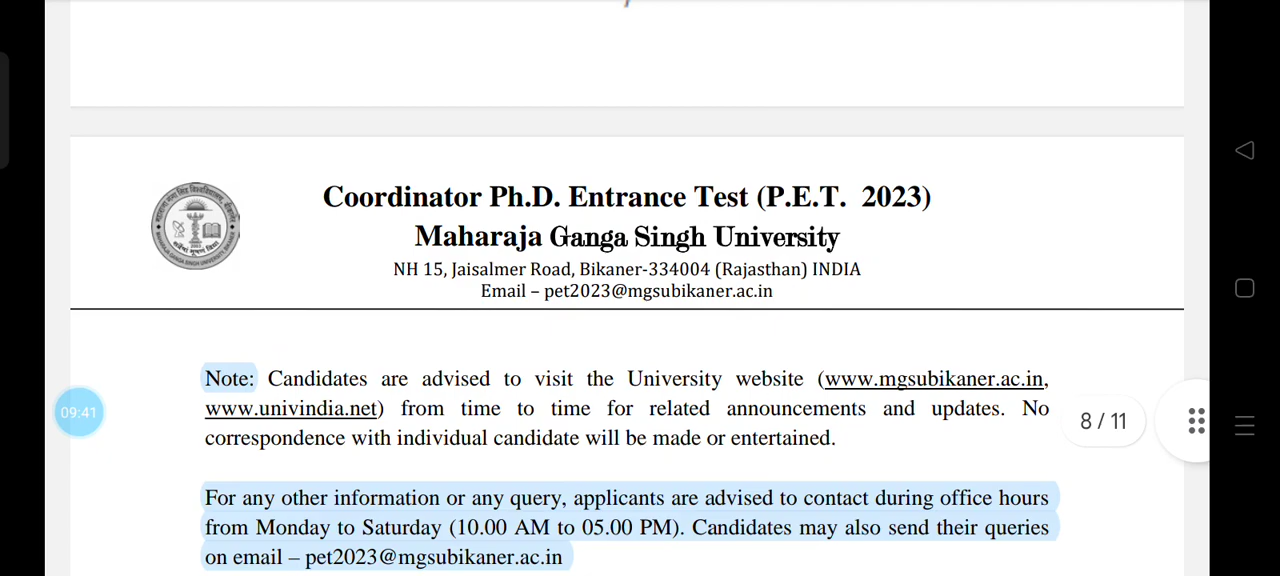 Coordinator Ph.D. Entrance Test (P.E.T. 2023)
Maharaja Ganga Singh University
NH 15, Jaisalmer Road, Bikaner-334004 (Rajasthan) INDIA
Email – pet2023@mgsubikaner.ac.in
Note: Candidates are advised to visit the University website (www.mgsubikaner.ac.in,
www.univindia.net) from time to time for related announcements and updates. No
correspondence with individual candidate will be made or entertained.
09:41
8 / 11
For any other information or any query, applicants are advised to contact during office hours
from Monday to Saturday (10.00 AM to 05.00 PM). Candidates may also send their queries
on email – pet2023@mgsubikaner.ac.in